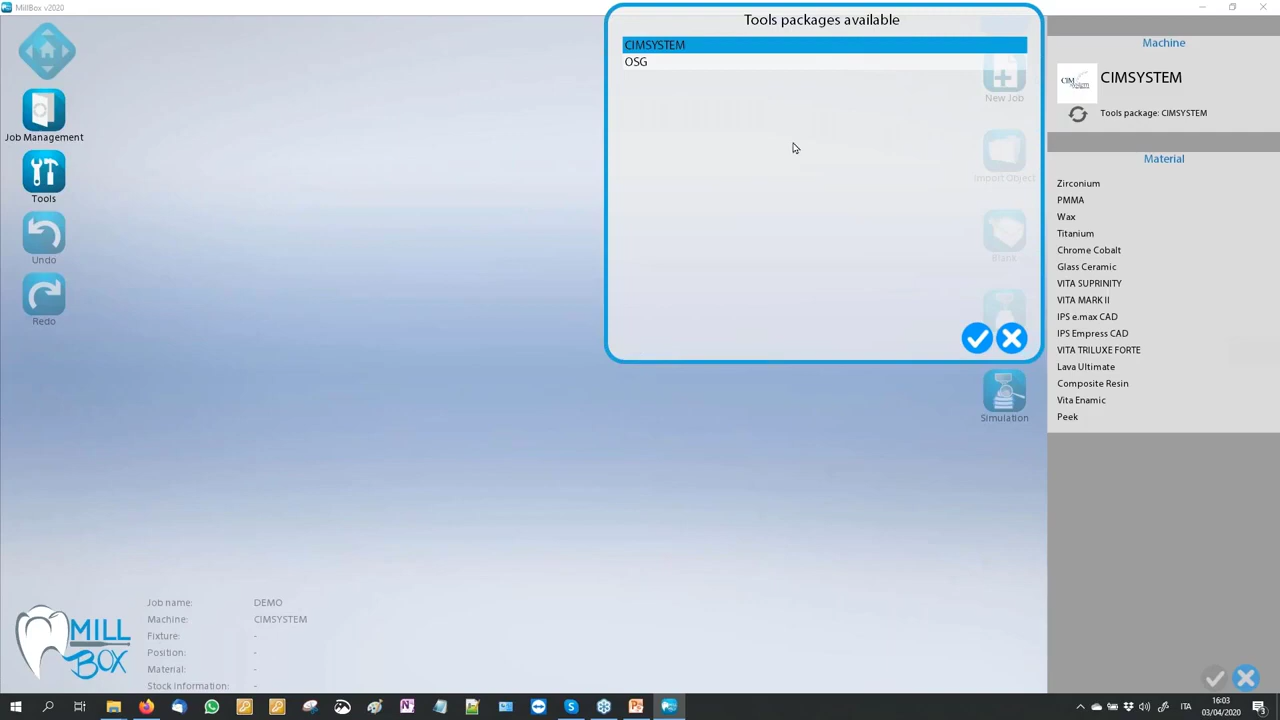 MillBox v2020
Tools packages available
CIMSYSTEM
OSG
Job Management
Tools
Undo
Redo
New Job
Import Object
Blank
Simulation
Machine
CIMSYSTEM
Tools package: CIMSYSTEM
Material
Zirconium
PMMA
Wax
Titanium
Chrome Cobalt
Glass Ceramic
VITA SUPRINITY
VITA MARK II
IPS e.max CAD
IPS Empress CAD
VITA TRILUXE FORTE
Lava Ultimate
Composite Resin
Vita Enamic
Peek
MILL
BOX
Job name: DEMO
Machine: CIMSYSTEM
Fixture: -
Position: -
Material: -
Stock information: -
ITA
16:03
03/04/2020